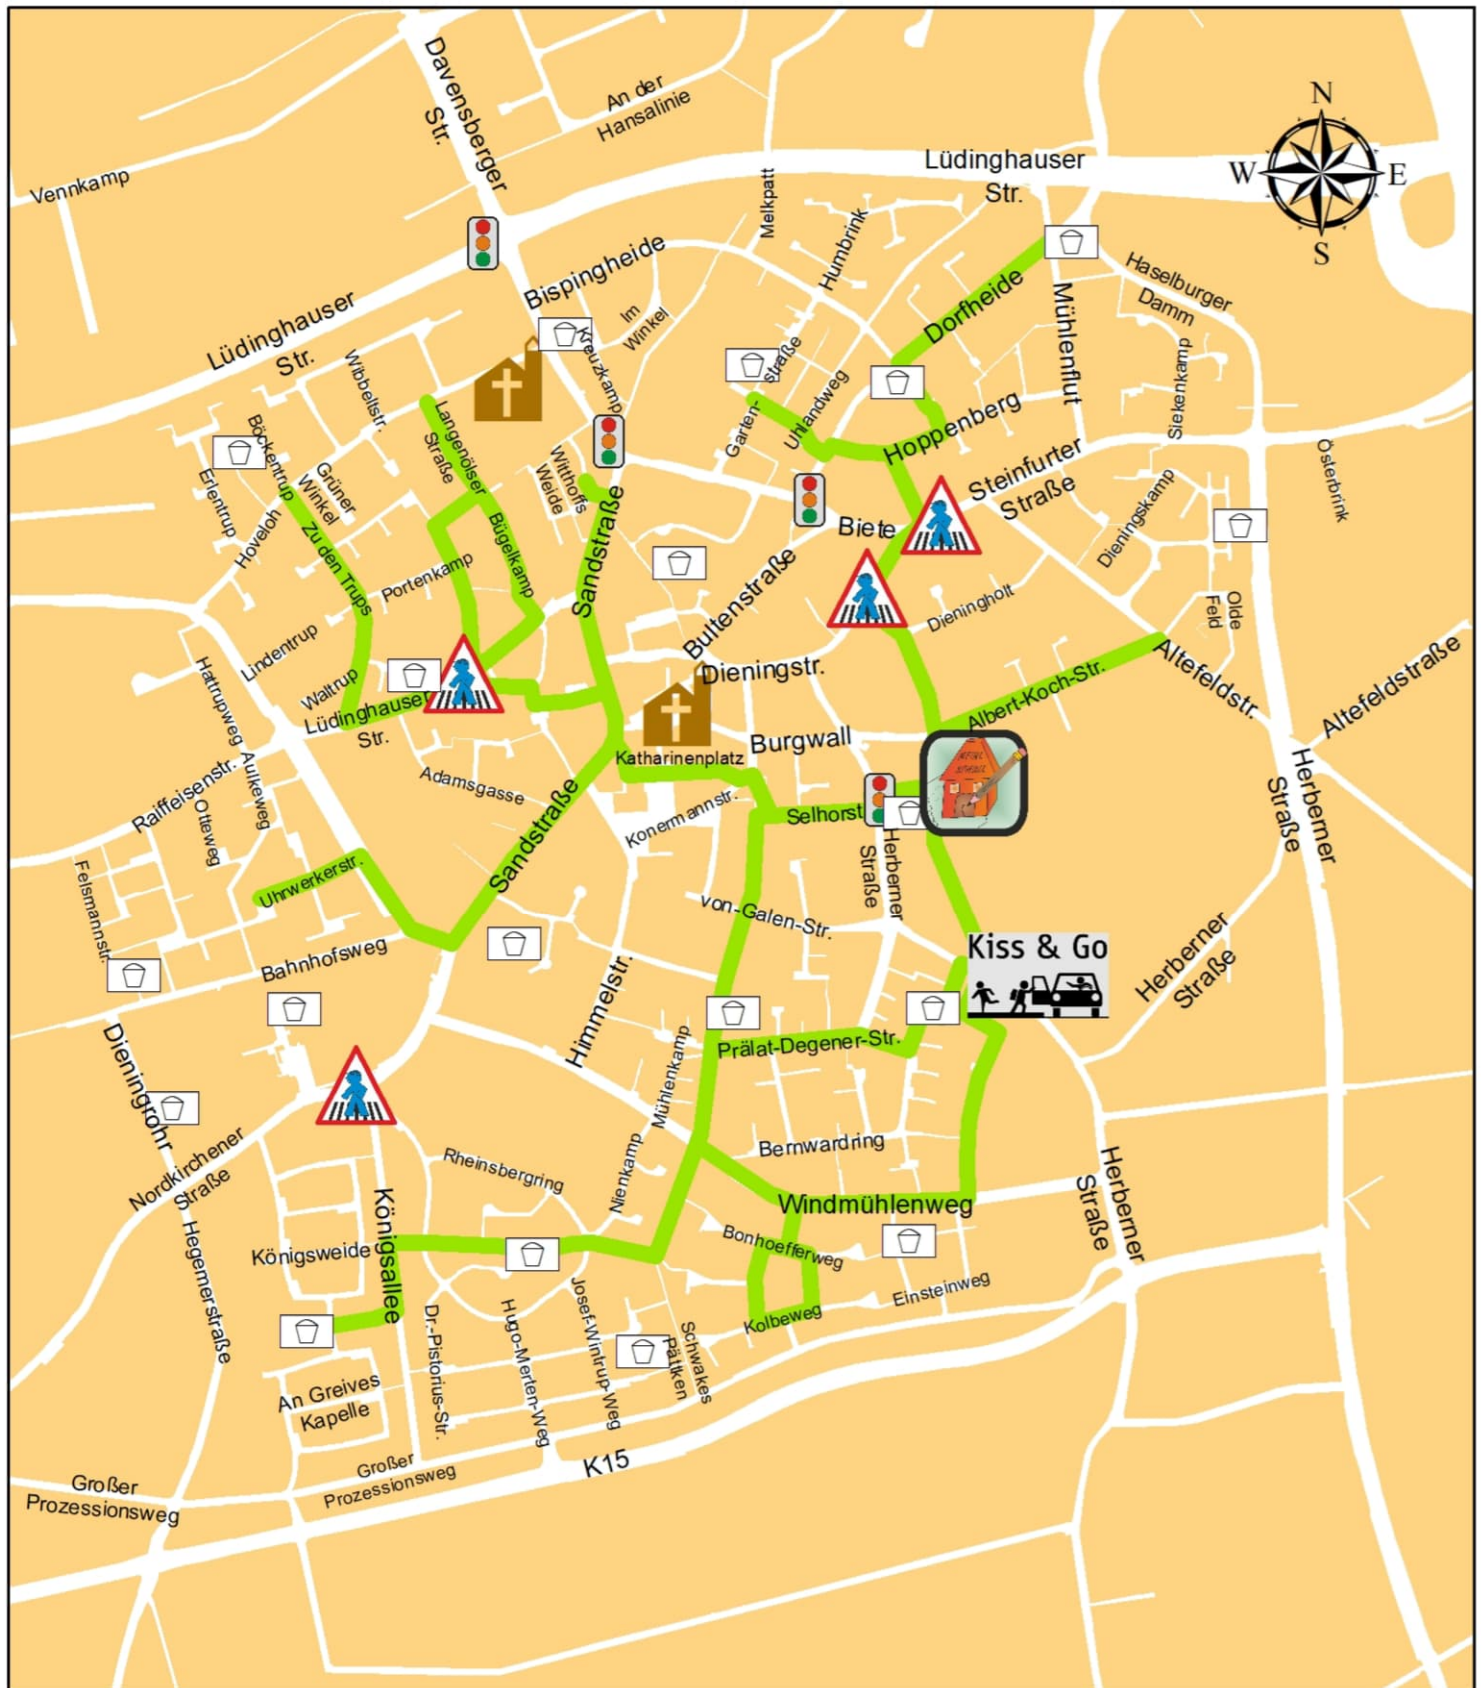 N
W
E
S
Davensberger
Str.
An der
Hansalinie
Vennkamp
Lüdinghauser
Str.
Melkpatt
Humbrink
Bispingheide
Haselburger
Damm
Im
Winkel
Dorfheide
Mühlenflut
Lüdinghauser
Str.
Kreuzkamp
Garten-
straße
Uhlandweg
Siekenkamp
Wibbeltstr.
Langenölser
Straße
Hoppenberg
Böckentrup
Erlentrup
Grüner
Winkel
Hoveloh
Witthoffs
Weide
Steinfurter
Straße
Österbrink
Dieningskamp
Zu den Trups
Bügelkamp
Sandstraße
Biete
Portenkamp
Bultenstraße
Dieningholt
Olde
Feld
Lindentrup
Waltrup
Hattrupweg
Dieningstr.
Albert-Koch-Str.
Altefeldstr.
Altefeldstraße
Lüdinghauser
Str.
Burgwall
Katharinenplatz
Raiffeisenstr.
Aulkeweg
Otteweg
Adamsgasse
Sandstraße
Konermannstr.
Selhorst
Herberner
Straße
MEINE
SCHULE
Herberner
Straße
Felsmannstr.
Uhrwerkerstr.
von-Galen-Str.
Herberner
Straße
Kiss & Go
Bahnhofsweg
Himmelstr.
Mühlenkamp
Prälat-Degener-Str.
Dieningrohr
Nordkirchener
Straße
Rheinsbergring
Nienkamp
Bernwardring
Windmühlenweg
Herberner
Straße
S
Hegemerstraße
Königsweide
Königsallee
Bonhoefferweg
Einsteinweg
Kolbeweg
Dr.-Pistorius-Str.
Hugo-Merten-Weg
Josef-Wintrup-Weg
Schwakes
Pättken
An Greives
Kapelle
Großer
Prozessionsweg
Großer
Prozessionsweg
K15